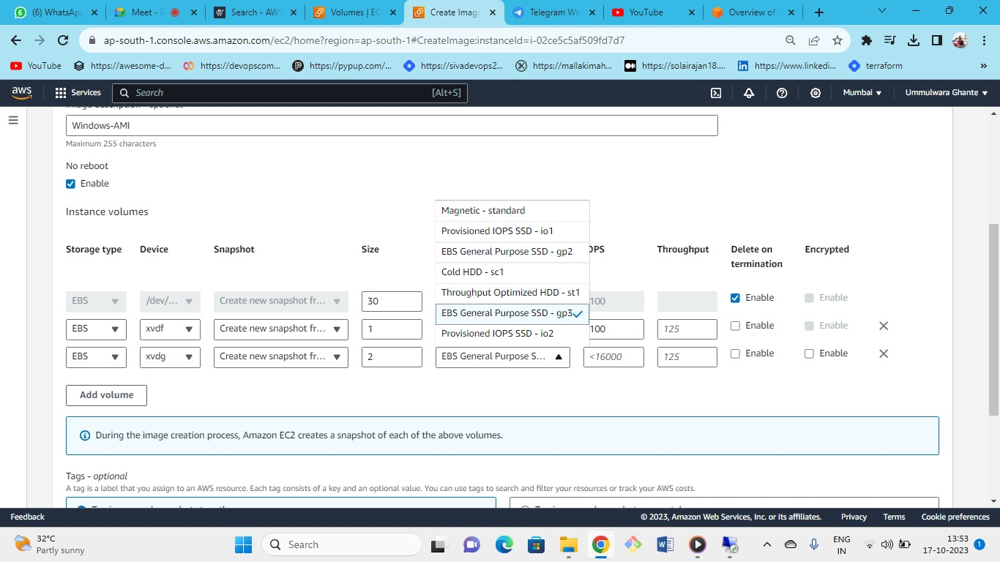 (6) WhatsApp
Meet - ii
Search - AW
Volumes | EC
Create Image
Telegram We
YouTube
Overview of
ap-south-1.console.aws.amazon.com/ec2/home?region=ap-south-1#CreateImage:instanceId=i-02ce5c5af509fd7d7
YouTube
https://awesome-d...
https://devopscom...
https://pypup.com/...
https://sivadevops2...
https://mallakimah...
https://solairajan18....
https://www.linkedi...
terraform
aws
Services
Search
[Alt+S]
Mumbai
Ummulwara Ghante
Image description - optional
Windows-AMI
Maximum 255 characters
No reboot
Enable
Instance volumes
Magnetic - standard
Provisioned IOPS SSD - io1
Storage type Device Snapshot Size EBS General Purpose SSD - gp2 OPS Throughput Delete on termination Encrypted
Cold HDD - sc1
Throughput Optimized HDD - st1
EBS /dev/... Create new snapshot fr... 30 100 Enable Enable
EBS General Purpose SSD - gp3
EBS xvdf Create new snapshot fr... 1 100 125 Enable Enable
Provisioned IOPS SSD - io2
EBS xvdg Create new snapshot fr... 2 EBS General Purpose S... <16000 125 Enable Enable
Add volume
During the image creation process, Amazon EC2 creates a snapshot of each of the above volumes.
Tags - optional
A tag is a label that you assign to an AWS resource. Each tag consists of a key and an optional value. You can use tags to search and filter your resources or track your AWS costs.
Feedback
© 2023, Amazon Web Services, Inc. or its affiliates.
Privacy
Terms
Cookie preferences
32°C
Partly sunny
Search
ENG
IN
13:53
17-10-2023
1